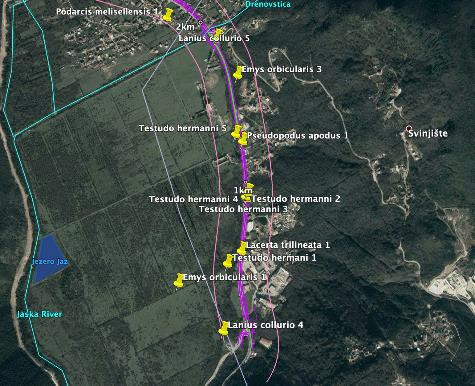 Drenovstica
Podarcis melisellensis 1
2km
Lanius collurio 5
Emys orbicularis 3
Testudo hermanni 5
Pseudopodus apodus 1
Svinjište
1km
Testudo hermanni 4
Testudo hermanni 2
Testudo hermanni 3
Lacerta trilineata 1
Testudo hermani 1
Jezero Jaz
Emys orbicularis 1
Jaška River
Lanius collurio 4